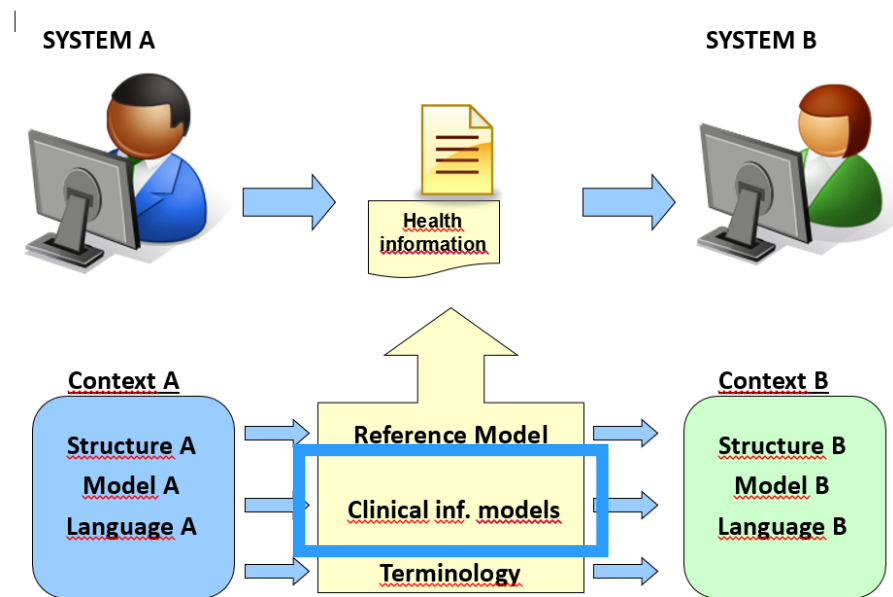 SYSTEM A
SYSTEM B
Health
information
Context A
Context B
Structure A
Model A
Language A
Reference Model
Clinical inf. models
Terminology
Structure B
Model B
Language B